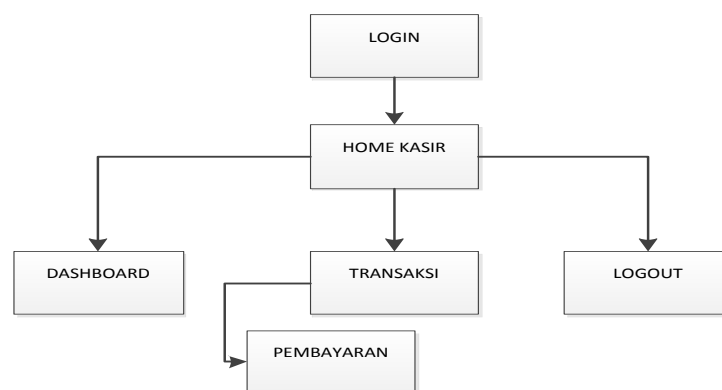 LOGIN
HOME KASIR
DASHBOARD
TRANSAKSI
LOGOUT
PEMBAYARAN